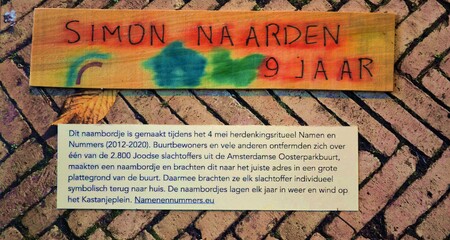 SIMON NAARDEN
9 JAAR
Dit naambordje is gemaakt tijdens het 4 mei herdenkingsritueel Namen en
Nummers (2012-2020). Buurtbewoners en vele anderen ontfermden zich over
één van de 2.800 Joodse slachtoffers uit de Amsterdamse Oosterparkbuurt,
maakten een naambordje en brachten dit naar het juiste adres in een grote
plattegrond van de buurt. Daarmee brachten ze elk slachtoffer individueel
symbolisch terug naar huis. De naambordjes lagen elk jaar in weer en wind op
het Kastanjeplein. Namenennummers.eu